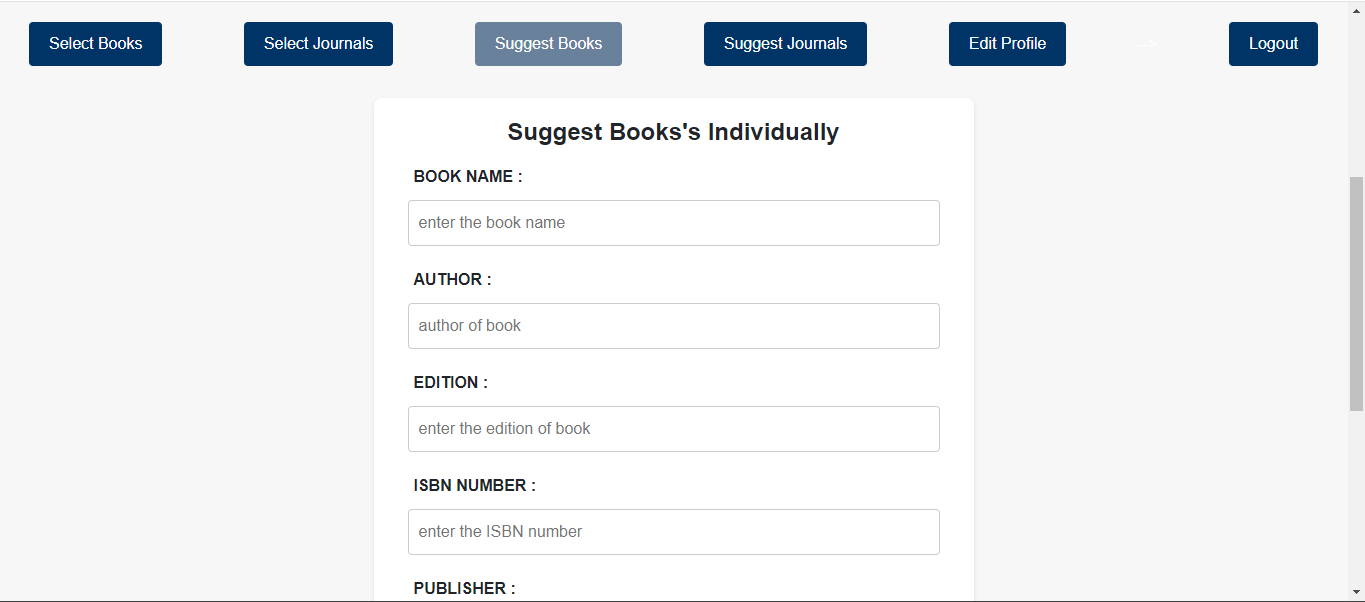 Select Books Select Journals Suggest Books Suggest Journals Edit Profile --> Logout
Suggest Books's Individually
BOOK NAME :
enter the book name
AUTHOR :
author of book
EDITION :
enter the edition of book
ISBN NUMBER :
enter the ISBN number
PUBLISHER :